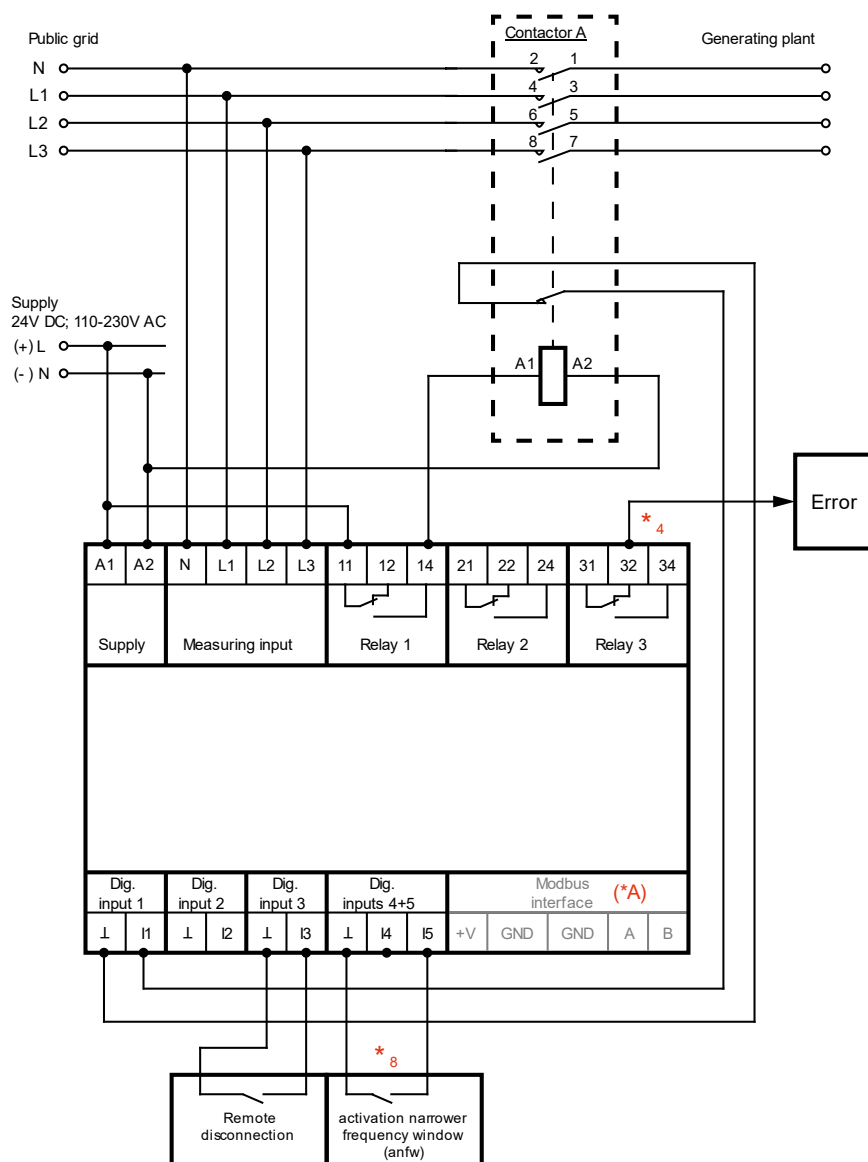 Contactor A
Public grid
Generating plant
N
2 1
L1
4 3
L2
6 5
L3
8 7
Supply
24V DC; 110-230V AC
(+) L
(-) N
A1 A2
Error
* 4
A1 A2 N L1 L2 L3 11 12 14 21 22 24 31 32 34
Supply Measuring input Relay 1 Relay 2 Relay 3
Dig. input 1
Dig. input 2
Dig. input 3
Dig. inputs 4+5
Modbus interface
(*A)
⊥ I1 ⊥ I2 ⊥ I3 ⊥ I4 I5 +V GND GND A B
* 8
Remote
disconnection
activation narrower
frequency window
(anfw)